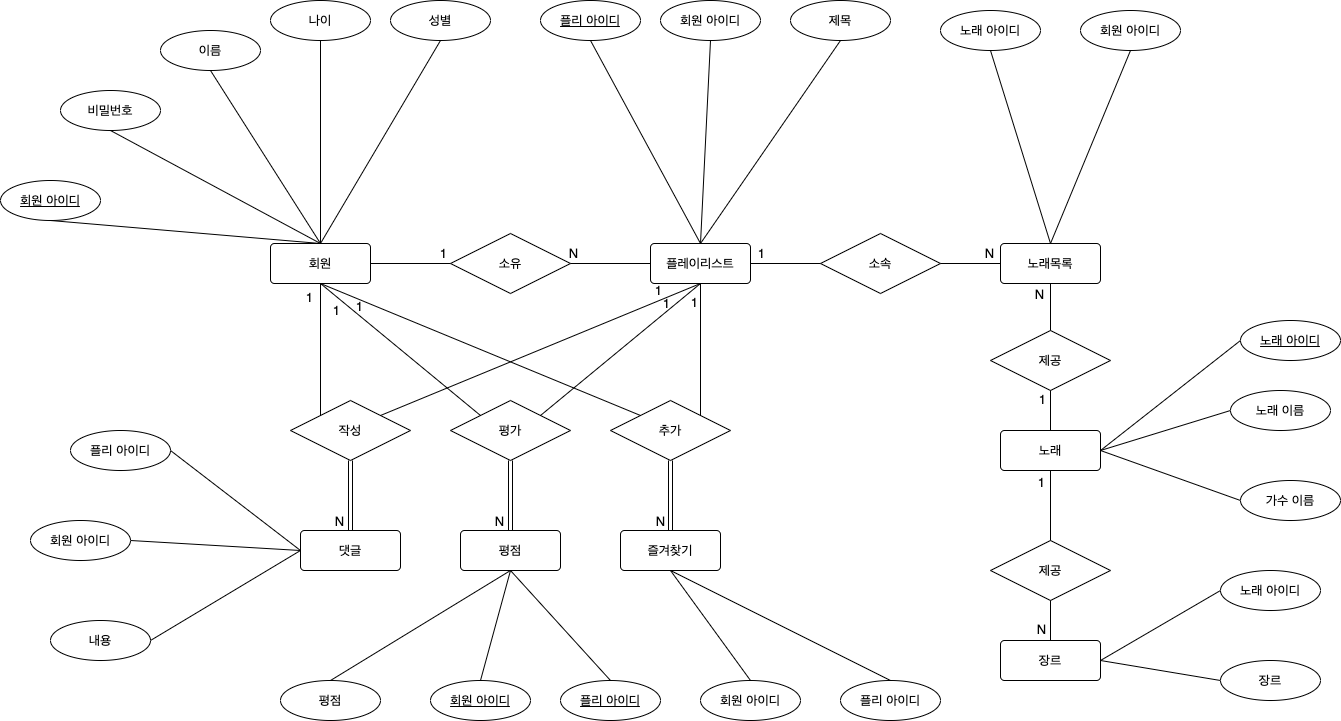 나이
성별
플리 아이디
회원 아이디
제목
노래 아이디
회원 아이디
이름
비밀번호
회원 아이디
회원
1
소유
N
플레이리스트
1
소속
N
노래목록
1
1
1
1
1
1
N
제공
1
노래 아이디
노래 이름
가수 이름
노래
1
작성
평가
추가
플리 아이디
회원 아이디
내용
N
댓글
N
평점
N
즐겨찾기
제공
N
장르
노래 아이디
장르
평점
회원 아이디
플리 아이디
회원 아이디
플리 아이디